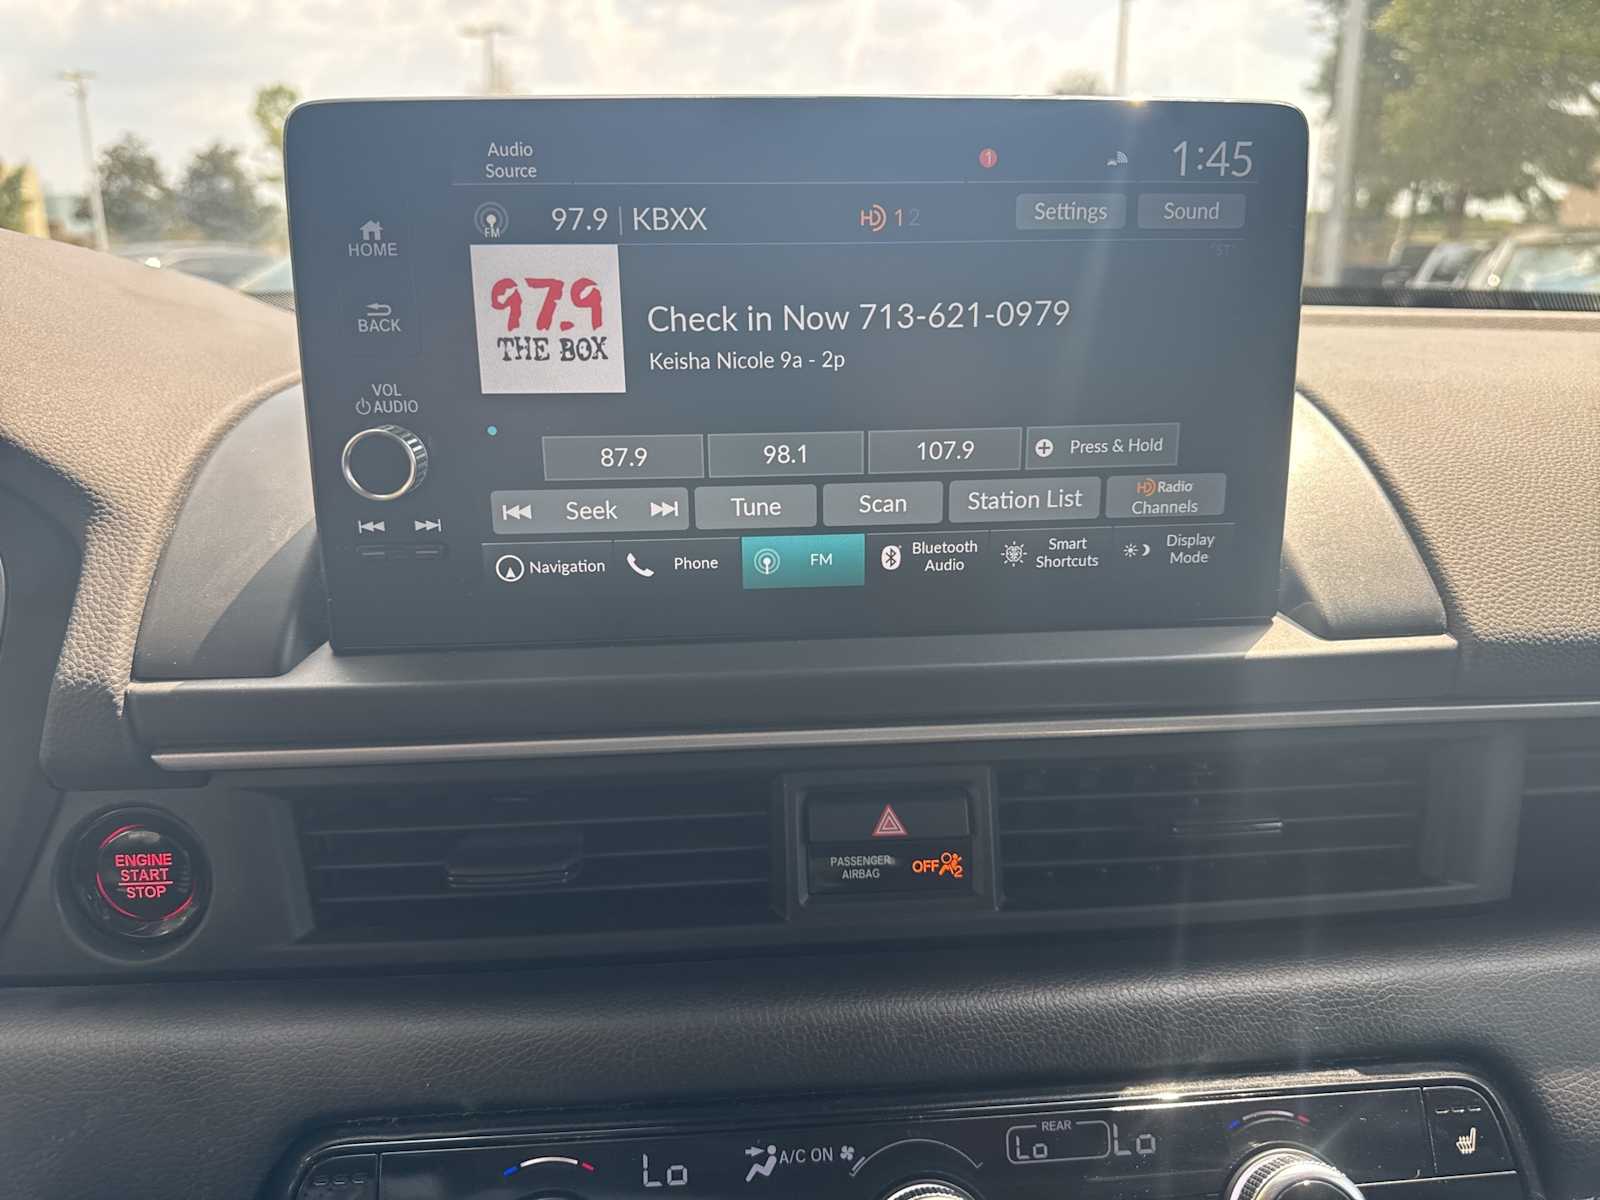 Audio
Source
1
1:45
HOME
FM
97.9 | KBXX
HD 1 2
Settings
Sound
97.9
THE BOX
Check in Now 713-621-0979
Keisha Nicole 9a - 2p
BACK
VOL
AUDIO
87.9
98.1
107.9
Press & Hold
Seek
Tune
Scan
Station List
HD Radio
Channels
Navigation
Phone
FM
Bluetooth
Audio
Smart
Shortcuts
Display
Mode
ENGINE
START
STOP
PASSENGER
AIRBAG
OFF 2
Lo
A/C ON
REAR
Lo
Lo